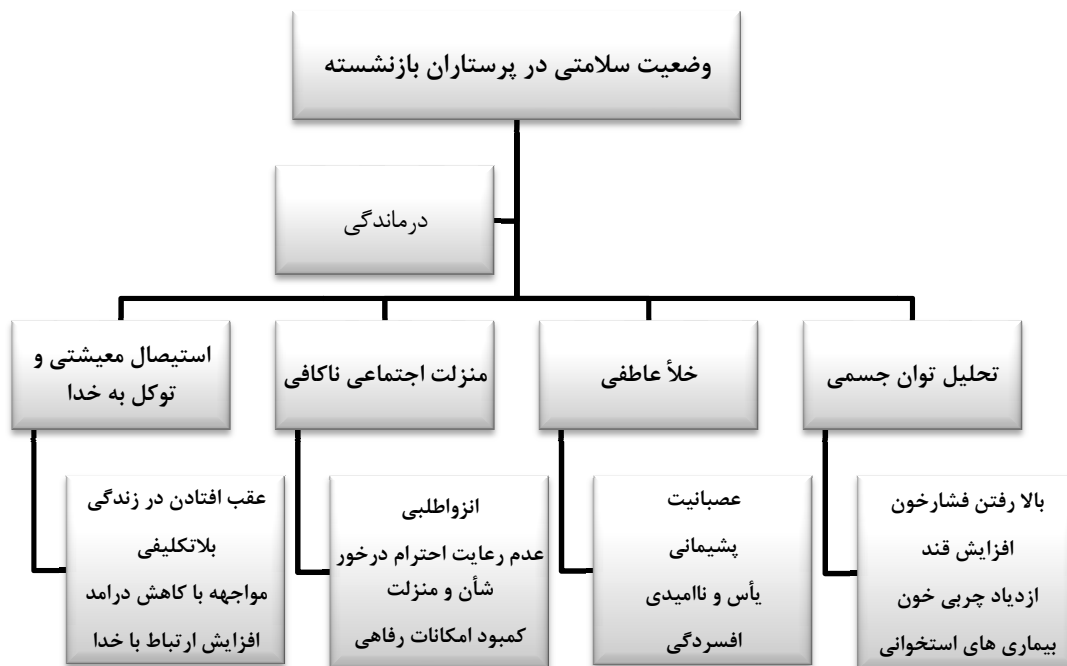 وضعیت سلامتی در پرستاران بازنشسته
درماندگی
تحلیل توان جسمی
خلأ عاطفی
منزلت اجتماعی ناکافی
استیصال معیشتی و
توکل به خدا
بالا رفتن فشارخون
افزایش قند
ازدیاد چربی خون
بیماری های استخوانی
عصبانیت
پشیمانی
یأس و ناامیدی
افسردگی
انزواطلبی
عدم رعایت احترام درخور
شأن و منزلت
کمبود امکانات رفاهی
عقب افتادن در زندگی
بلاتکلیفی
مواجهه با کاهش درامد
افزایش ارتباط با خدا